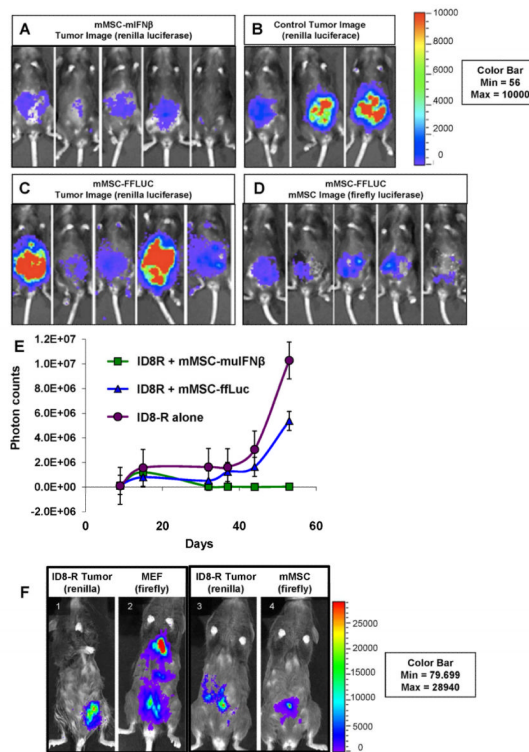 A
mMSC-mIFNβ
Tumor Image (renilla luciferase)
B
Control Tumor Image
(renilla luciferace)
10000
8000
6000
4000
2000
0
Color Bar
Min = 56
Max = 10000
C
mMSC-FFLUC
Tumor Image (renilla luciferase)
D
mMSC-FFLUC
mMSC Image (firefly luciferase)
E
Photon counts
1.2E+07
1.0E+07
8.0E+06
6.0E+06
4.0E+06
2.0E+06
0.0E+00
-2.0E+06
ID8R + mMSC-muIFNβ
ID8R + mMSC-ffLuc
ID8-R alone
0
20
40
60
Days
F
ID8-R Tumor
(renilla)
MEF
(firefly)
ID8-R Tumor
(renilla)
mMSC
(firefly)
1
2
3
4
25000
20000
15000
10000
5000
0
Color Bar
Min = 79.699
Max = 28940